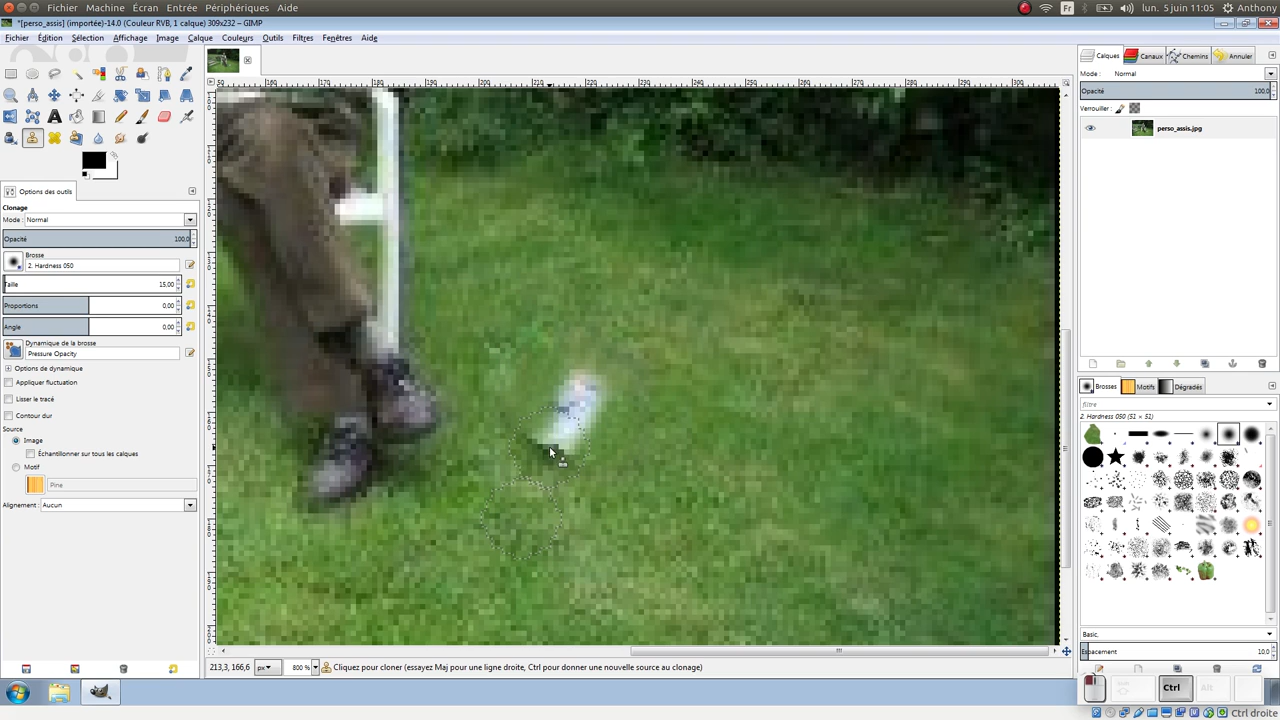 Fichier Machine Écran Entrée Périphériques Aide
Fr lun. 5 juin 11:05 Anthony
*[perso_assis] (importée)-14.0 (Couleur RVB, 1 calque) 309x232 – GIMP
Fichier Édition Sélection Affichage Image Calque Couleurs Outils Filtres Fenêtres Aide
Options des outils
Clonage
Mode : Normal
Opacité 100,0
Brosse
2. Hardness 050
Taille 15,00
Proportions 0,00
Angle 0,00
Dynamique de la brosse
Pressure Opacity
Options de dynamique
Appliquer fluctuation
Lisser le tracé
Contour dur
Source
Image
Échantillonner sur tous les calques
Motif
Pine
Alignement : Aucun
213,3, 166,6 px 800 % Cliquez pour cloner (essayez Maj pour une ligne droite, Ctrl pour donner une nouvelle source au clonage)
Calques Canaux Chemins Annuler
Mode : Normal
Opacité 100,0
Verrouiller :
perso_assis.jpg
Brosses Motifs Dégradés
filtre
2. Hardness 050 (51 × 51)
Basic.
Espacement 10,0
Ctrl Alt
Ctrl droite